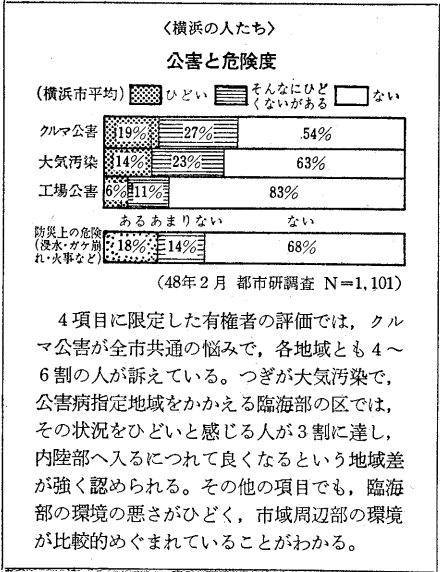 〈横浜の人たち〉
公害と危険度
(横浜市平均) ひどい そんなにひどくないがある ない
クルマ公害 19% 27% 54%
大気汚染 14% 23% 63%
工場公害 6% 11% 83%
ある あまりない ない
防災上の危険
(浸水・ガケ崩
れ・火事など) 18% 14% 68%
(48年2月 都市研調査 N=1,101)
4項目に限定した有権者の評価では,クル
マ公害が全市共通の悩みで,各地域とも4〜
6割の人が訴えている。つぎが大気汚染で,
公害病指定地域をかかえる臨海部の区では,
その状況をひどいと感じる人が3割に達し,
内陸部へ入るにつれて良くなるという地域差
が強く認められる。その他の項目でも,臨海
部の環境の悪さがひどく,市域周辺部の環境
が比較的めぐまれていることがわかる。